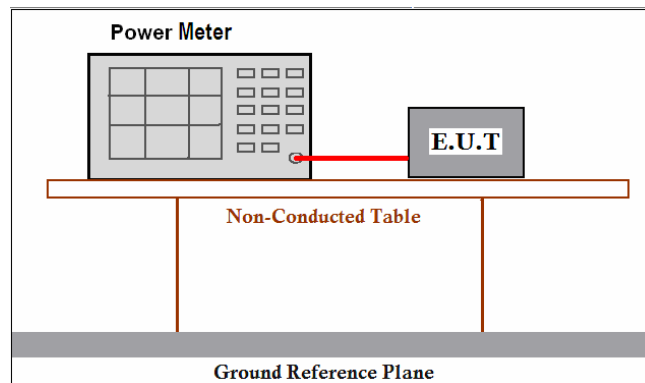 Power Meter
E.U.T
Non-Conducted Table
Ground Reference Plane